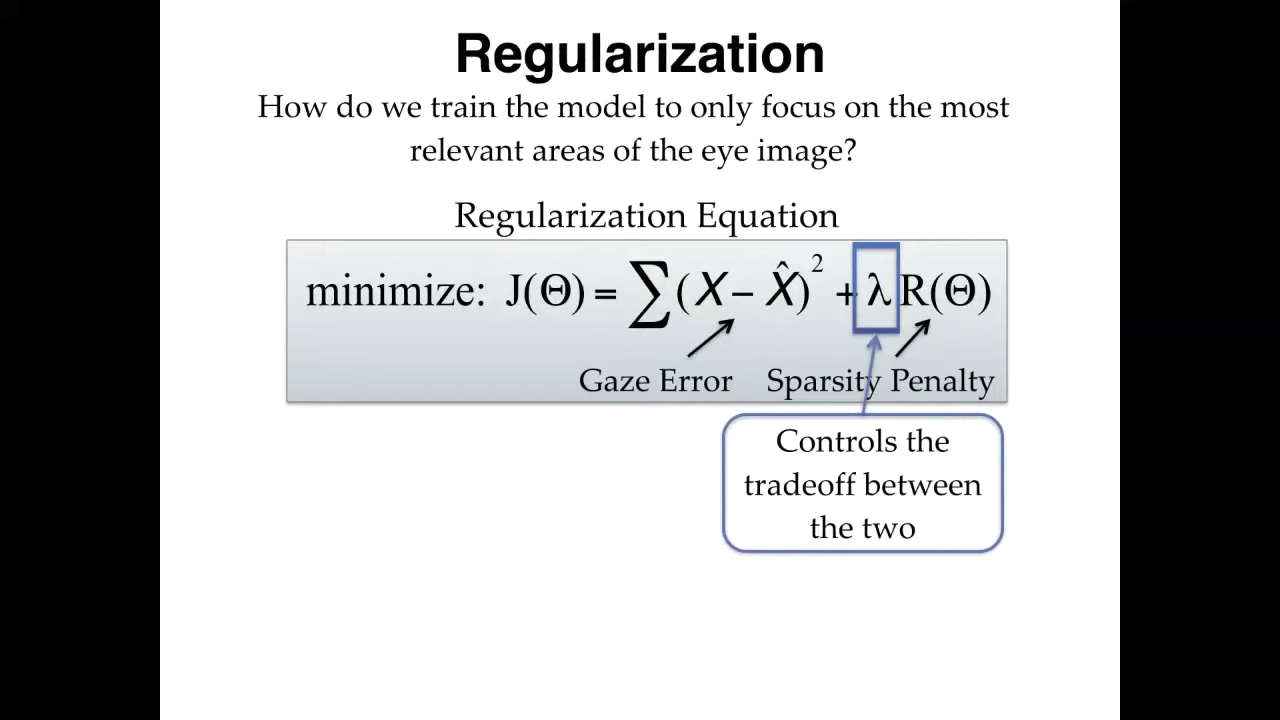 Regularization
How do we train the model to only focus on the most
relevant areas of the eye image?
Regularization Equation
minimize: J(Θ) = ∑(X − X̂)² + λ R(Θ)
Gaze Error Sparsity Penalty
Controls the
tradeoff between
the two